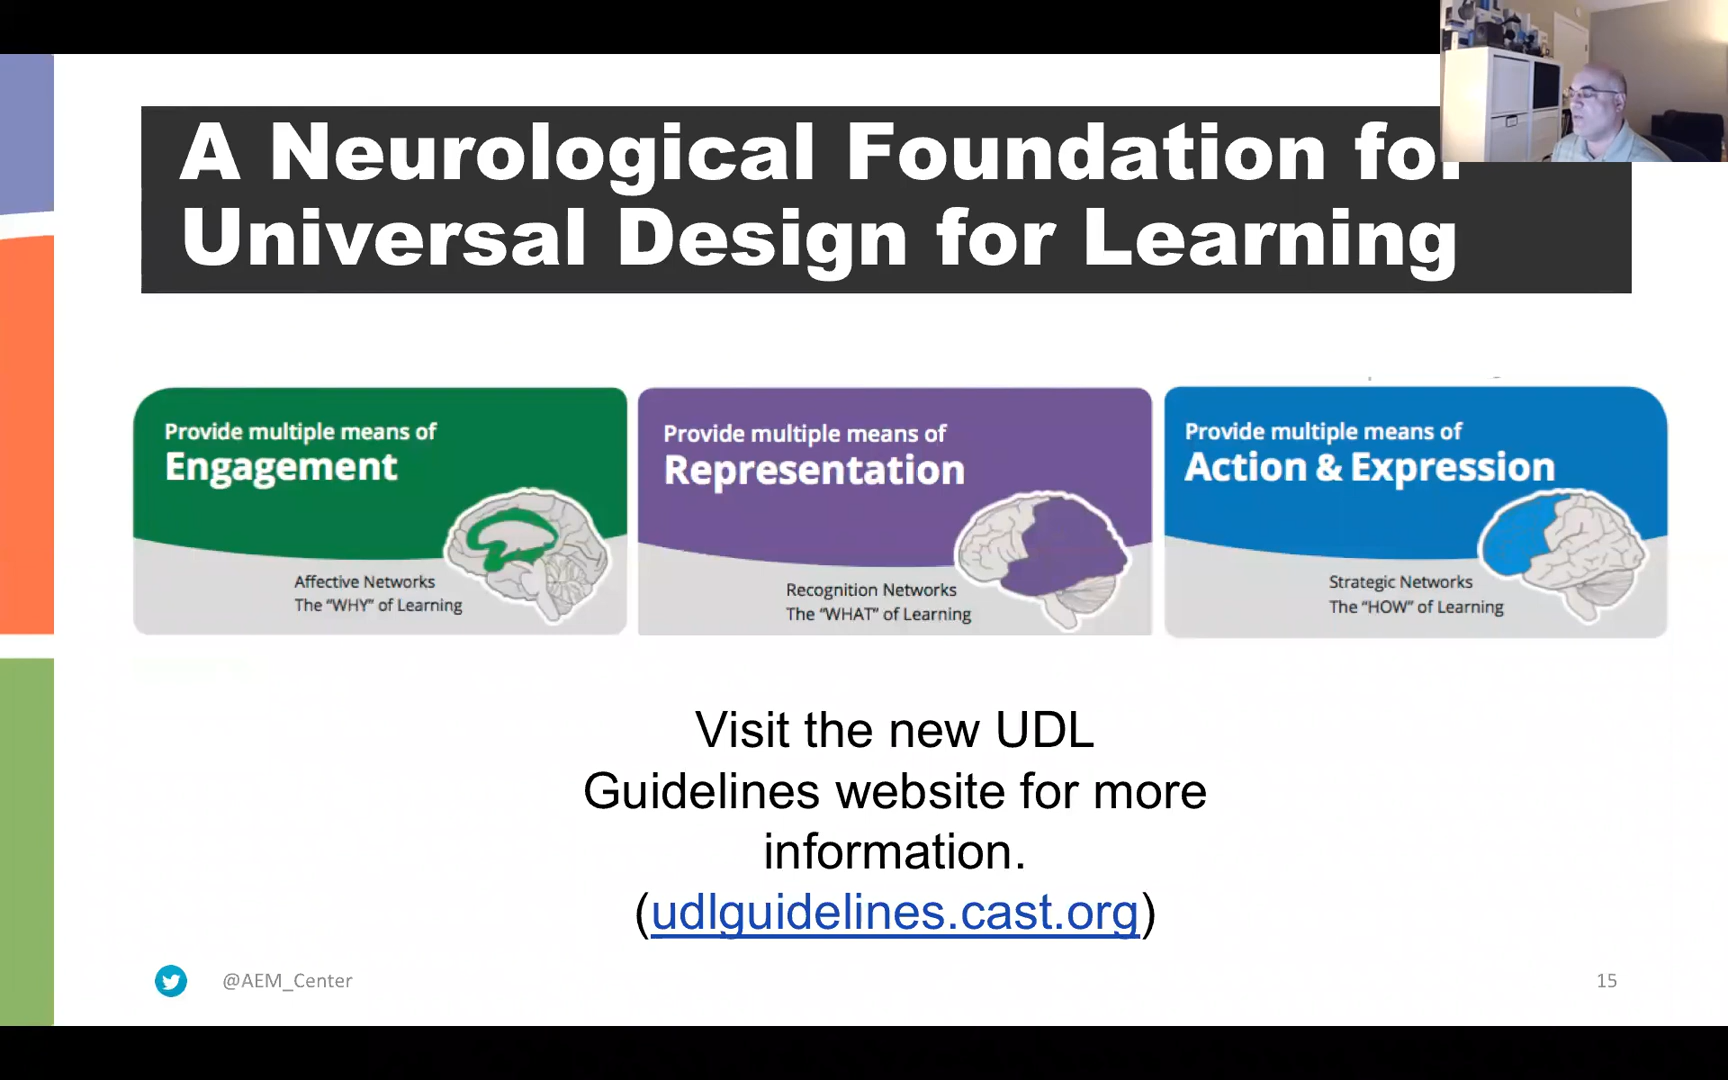 A Neurological Foundation for
Universal Design for Learning
Provide multiple means of
Engagement
Affective Networks
The “WHY” of Learning
Provide multiple means of
Representation
Recognition Networks
The “WHAT” of Learning
Provide multiple means of
Action & Expression
Strategic Networks
The “HOW” of Learning
Visit the new UDL
Guidelines website for more
information.
(udlguidelines.cast.org)
@AEM_Center
15